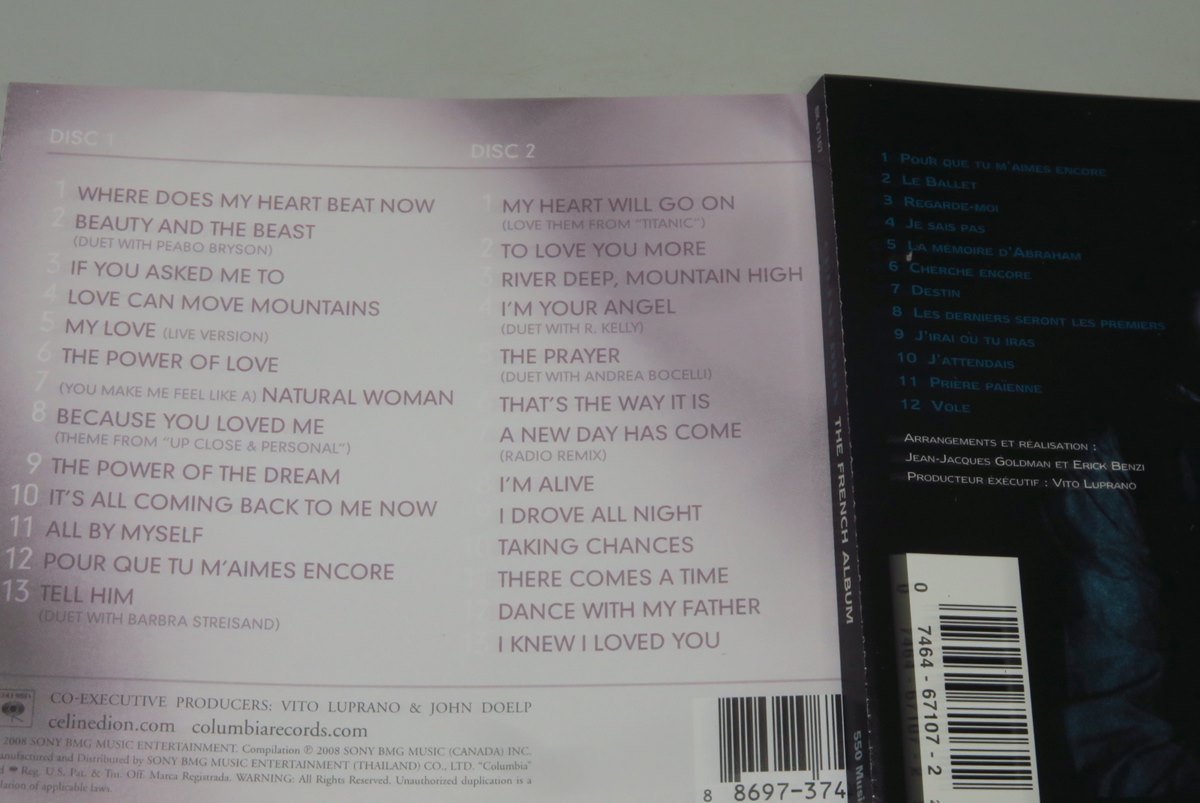 DISC 1
1 WHERE DOES MY HEART BEAT NOW
2 BEAUTY AND THE BEAST
(DUET WITH PEABO BRYSON)
3 IF YOU ASKED ME TO
4 LOVE CAN MOVE MOUNTAINS
5 MY LOVE (LIVE VERSION)
6 THE POWER OF LOVE
7 (YOU MAKE ME FEEL LIKE A) NATURAL WOMAN
8 BECAUSE YOU LOVED ME
(THEME FROM "UP CLOSE & PERSONAL")
9 THE POWER OF THE DREAM
10 IT'S ALL COMING BACK TO ME NOW
11 ALL BY MYSELF
12 POUR QUE TU M'AIMES ENCORE
13 TELL HIM
(DUET WITH BARBRA STREISAND)
DISC 2
1 MY HEART WILL GO ON
(LOVE THEM FROM "TITANIC")
2 TO LOVE YOU MORE
3 RIVER DEEP, MOUNTAIN HIGH
4 I'M YOUR ANGEL
(DUET WITH R. KELLY)
THE PRAYER
(DUET WITH ANDREA BOCELLI)
THAT'S THE WAY IT IS
A NEW DAY HAS COME
(RADIO REMIX)
I'M ALIVE
I DROVE ALL NIGHT
TAKING CHANCES
THERE COMES A TIME
DANCE WITH MY FATHER
I KNEW I LOVED YOU
CO-EXECUTIVE PRODUCERS: VITO LUPRANO & JOHN DOELP
celinedion.com columbiarecords.com
2008 SONY BMG MUSIC ENTERTAINMENT. Compilation ℗ 2008 SONY BMG MUSIC (CANADA) INC.
anufactured and Distributed by SONY BMG MUSIC ENTERTAINMENT (THAILAND) CO., LTD. "Columbia"
Reg. U.S. Pat. & Tm. Off. Marca Registrada. WARNING: All Rights Reserved. Unauthorized duplication is a
lation of applicable laws.
8 8697-374
THE FRENCH ALBUM
550 Musi
1 POUR QUE TU M'AIMES ENCORE
2 LE BALLET
3 REGARDE-MOI
4 JE SAIS PAS
5 LA MÉMOIRE D'ABRAHAM
6 CHERCHE ENCORE
7 DESTIN
8 LES DERNIERS SERONT LES PREMIERS
9 J'IRAI OÙ TU IRAS
10 J'ATTENDAIS
11 PRIÈRE PAÏENNE
12 VOLE
ARRANGEMENTS ET RÉALISATION :
JEAN-JACQUES GOLDMAN ET ERICK BENZI
PRODUCTEUR EXÉCUTIF : VITO LUPRANO
0 7464-67107-2